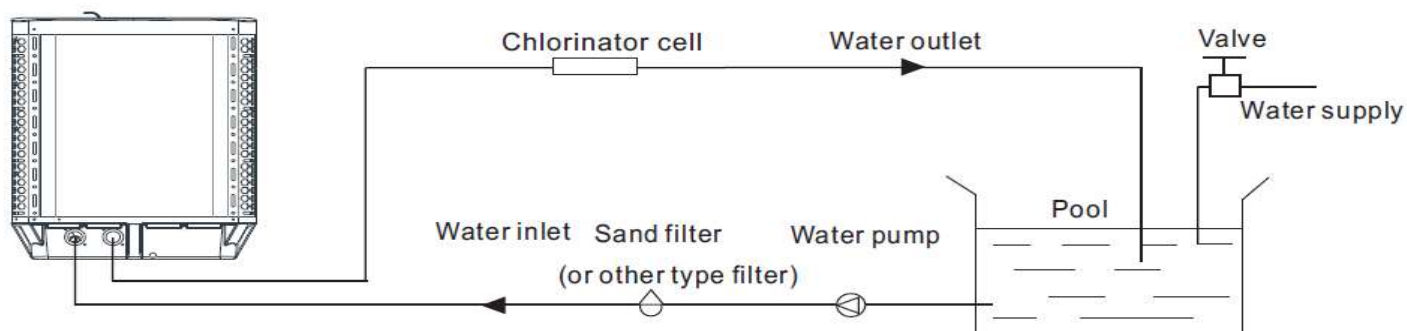 Chlorinator cell
Water outlet
Valve
Water supply
Pool
Water inlet
Sand filter
(or other type filter)
Water pump